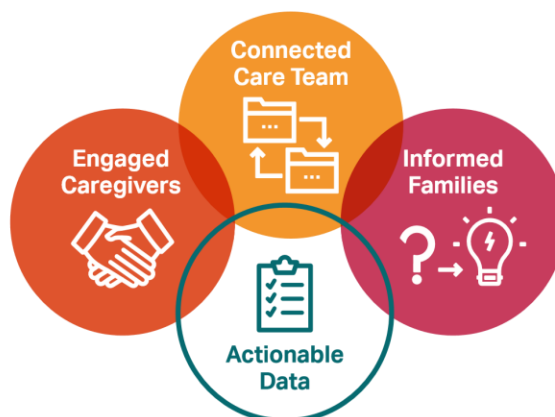 Connected
Care Team
Engaged
Caregivers
Informed
Families
Actionable
Data